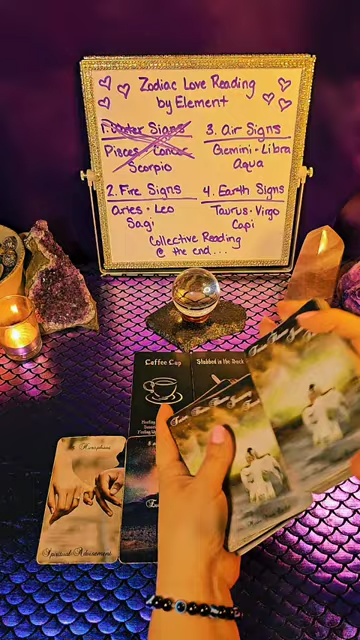 Zodiac Love Reading
by Element
1. Water Signs
Pisces - Cancer
Scorpio
2. Fire Signs
Aries - Leo
Sagi
3. Air Signs
Gemini - Libra
Aqua
4. Earth Signs
Taurus - Virgo
Capi
Collective Reading
@ the end...
Coffee Cup
Stabbed in the Back